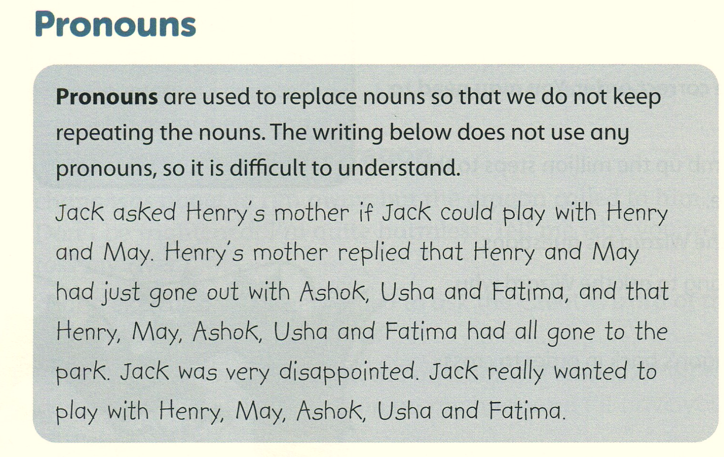 Pronouns
Pronouns are used to replace nouns so that we do not keep
repeating the nouns. The writing below does not use any
pronouns, so it is difficult to understand.
Jack asked Henry's mother if Jack could play with Henry
and May. Henry's mother replied that Henry and May
had just gone out with Ashok, Usha and Fatima, and that
Henry, May, Ashok, Usha and Fatima had all gone to the
park. Jack was very disappointed. Jack really wanted to
play with Henry, May, Ashok, Usha and Fatima.